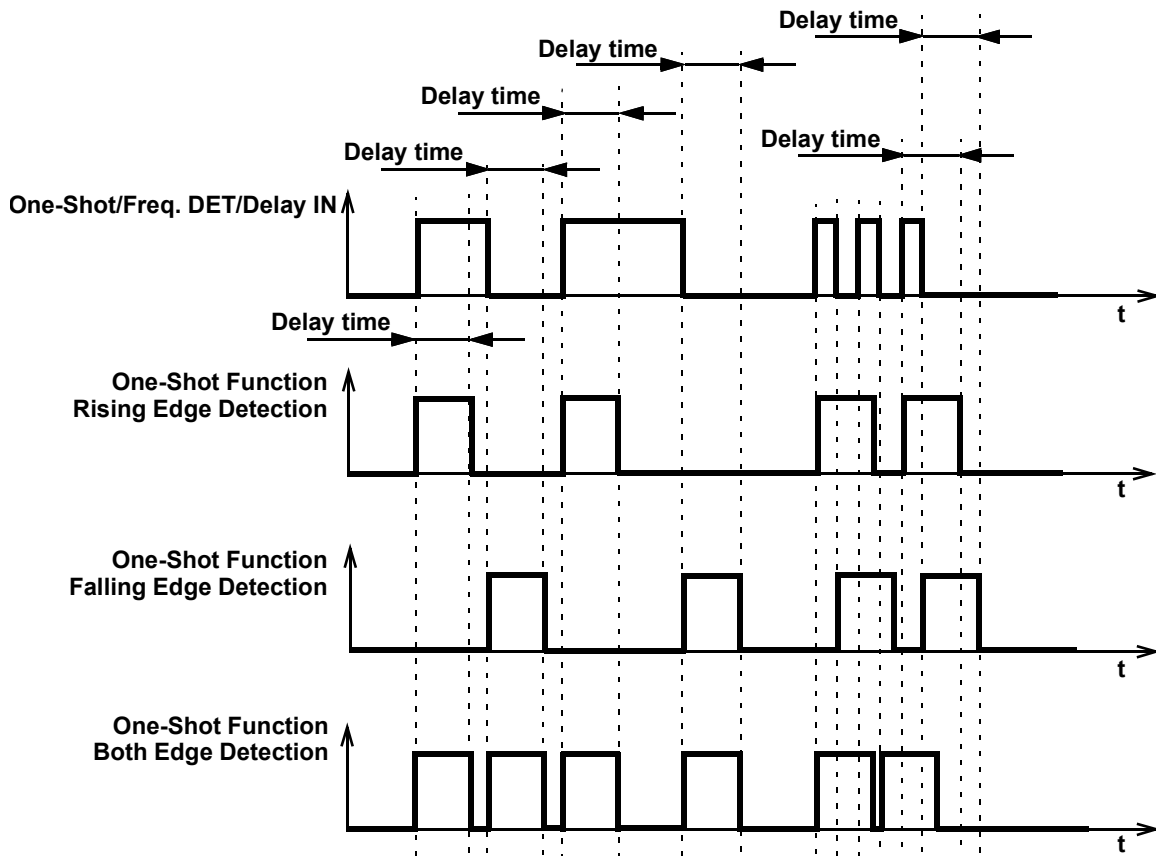 Delay time
Delay time
Delay time
Delay time
Delay time
One-Shot/Freq. DET/Delay IN
t
Delay time
One-Shot Function
Rising Edge Detection
t
One-Shot Function
Falling Edge Detection
t
One-Shot Function
Both Edge Detection
t